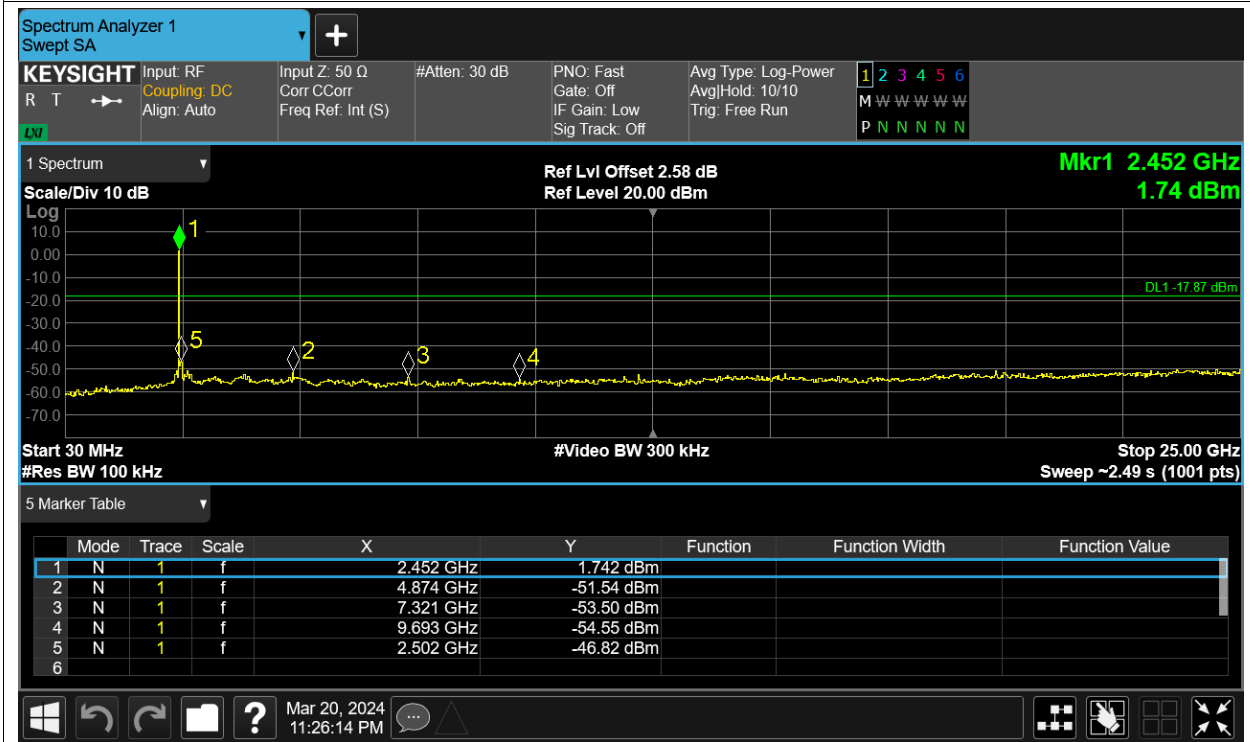 Spectrum Analyzer 1
Swept SA
+
KEYSIGHT Input: RF Input Z: 50 Ω #Atten: 30 dB PNO: Fast Avg Type: Log-Power 1 2 3 4 5 6
R T Coupling: DC Corr CCorr Gate: Off Avg|Hold: 10/10 M W W W W W
Align: Auto Freq Ref: Int (S) IF Gain: Low Trig: Free Run
LXI Sig Track: Off P N N N N N
1 Spectrum
Ref Lvl Offset 2.58 dB Mkr1 2.452 GHz
Scale/Div 10 dB Ref Level 20.00 dBm 1.74 dBm
Log
10.0
1
0.00
-10.0
DL1 -17.87 dBm
-20.0
-30.0
-40.0
5
2
3
4
-50.0
-60.0
-70.0
Start 30 MHz #Video BW 300 kHz Stop 25.00 GHz
#Res BW 100 kHz Sweep ~2.49 s (1001 pts)
5 Marker Table
Mode Trace Scale X Y Function Function Width Function Value
1 N 1 f 2.452 GHz 1.742 dBm
2 N 1 f 4.874 GHz -51.54 dBm
3 N 1 f 7.321 GHz -53.50 dBm
4 N 1 f 9.693 GHz -54.55 dBm
5 N 1 f 2.502 GHz -46.82 dBm
6
? Mar 20, 2024
11:26:14 PM